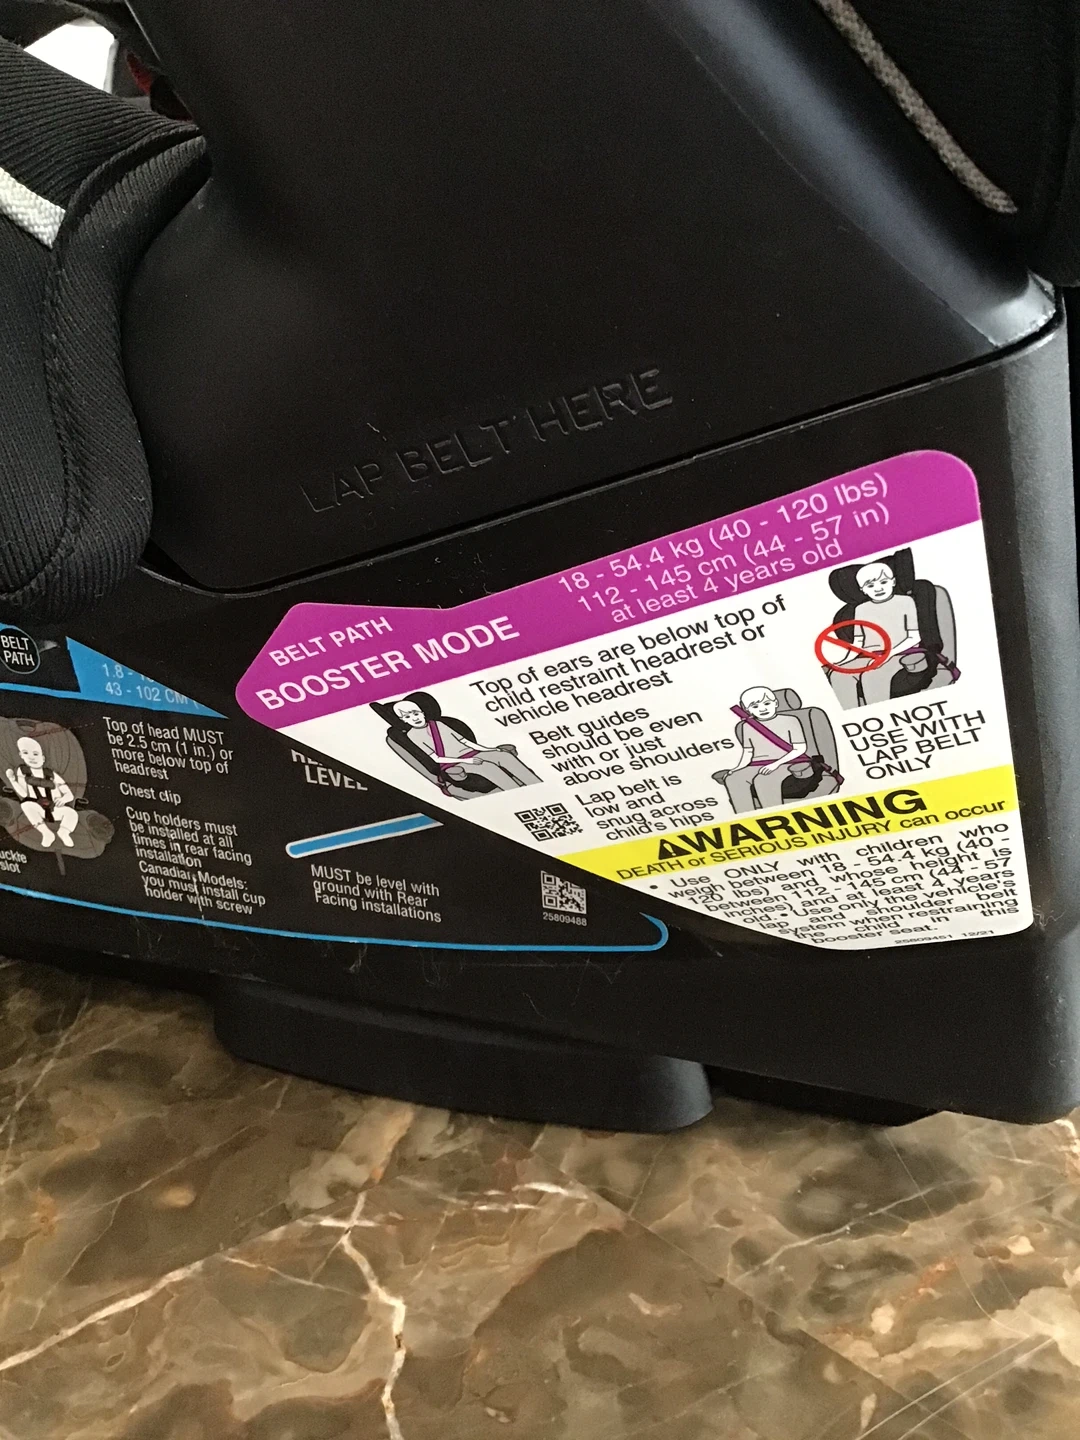 LAP BELT HERE
BELT PATH
BOOSTER MODE
18 - 54.4 kg (40 - 120 lbs)
112 - 145 cm (44 - 57 in)
at least 4 years old
Top of ears are below top of
child restraint headrest or
vehicle headrest
Belt guides
should be even
with or just
above shoulders
Lap belt is
low and
snug across
child's hips
DO NOT
USE WITH
LAP BELT
ONLY
WARNING
DEATH or SERIOUS INJURY can occur
• Use ONLY with children who
weigh between 18 - 54.4 kg (40 -
120 lbs) and whose height is
between 112 - 145 cm (44 - 57
inches) and at least 4 years
old. • Use only the vehicle's
lap and shoulder belt
system when restraining
the child in this
booster seat.
25809451 12/21
BELT
PATH
1.8 -
43 - 102 CM
Top of head MUST
be 2.5 cm (1 in.) or
more below top of
headrest
Chest clip
Cup holders must
be installed at all
times in rear facing
installation
Canadian Models:
you must install cup
holder with screw
slot
LEVEL
MUST be level with
ground with Rear
Facing installations
25809488